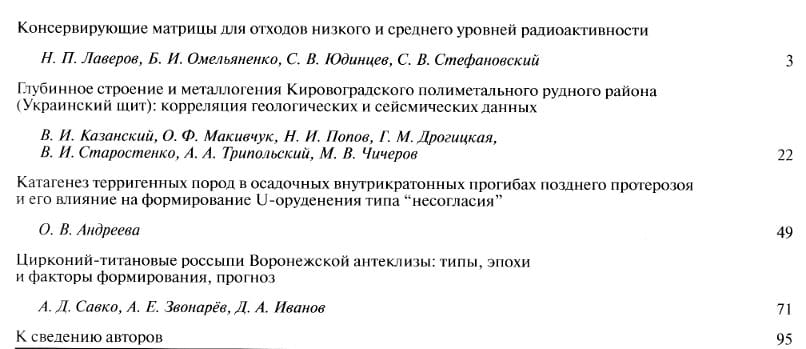 Консервирующие матрицы для отходов низкого и среднего уровней радиоактивности
Н. П. Лаверов, Б. И. Омельяненко, С. В. Юдинцев, С. В. Стефановский 3
Глубинное строение и металлогения Кировоградского полиметального рудного района
(Украинский щит): корреляция геологических и сейсмических данных
В. И. Казанский, О. Ф. Макивчук, Н. И. Попов, Г. М. Дрогицкая,
В. И. Старостенко, А. А. Трипольский, М. В. Чичеров 22
Катагенез терригенных пород в осадочных внутрикратонных прогибах позднего протерозоя
и его влияние на формирование U-оруденения типа “несогласия”
О. В. Андреева 49
Цирконий-титановые россыпи Воронежской антеклизы: типы, эпохи
и факторы формирования, прогноз
А. Д. Савко, А. Е. Звонарёв, Д. А. Иванов 71
К сведению авторов 95